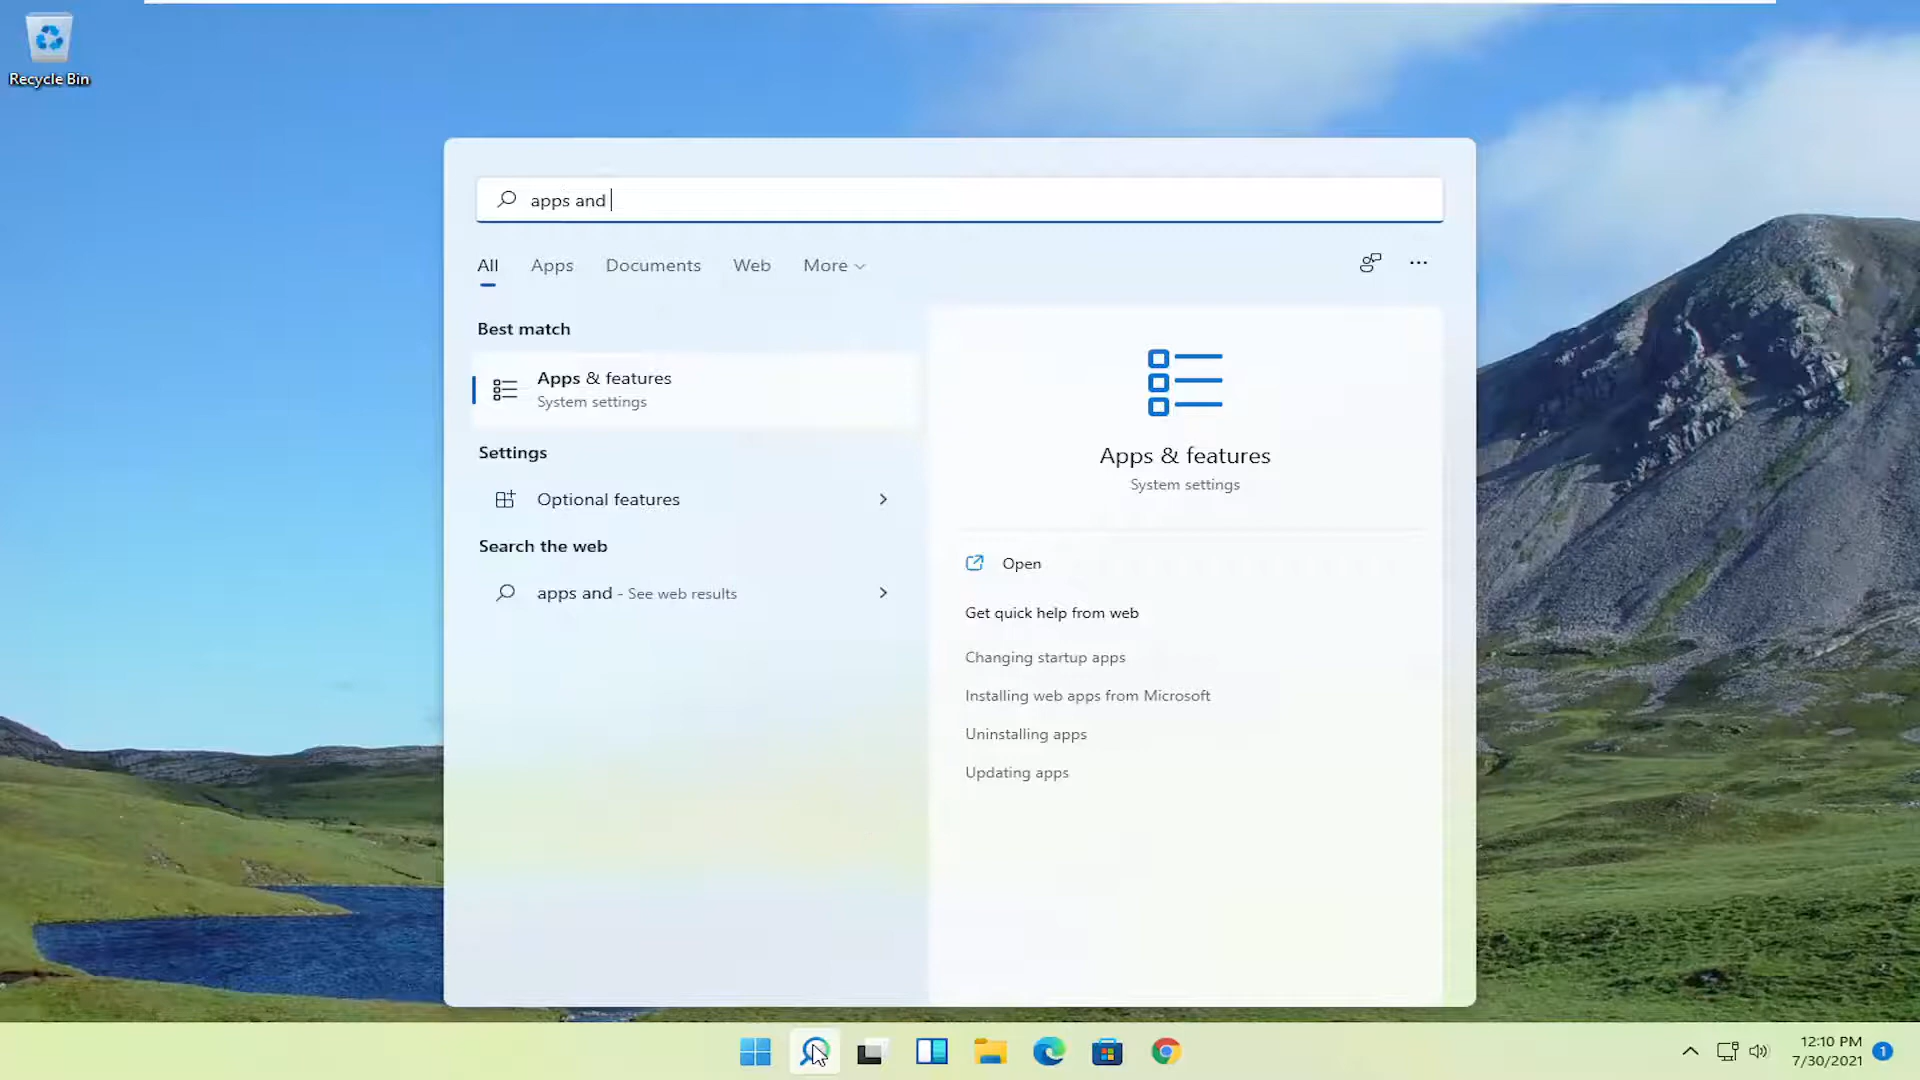 Recycle Bin
apps and
All Apps Documents Web More
Best match
Apps & features
System settings
Settings
Optional features
Search the web
apps and - See web results
Apps & features
System settings
Open
Get quick help from web
Changing startup apps
Installing web apps from Microsoft
Uninstalling apps
Updating apps
12:10 PM
7/30/2021
1